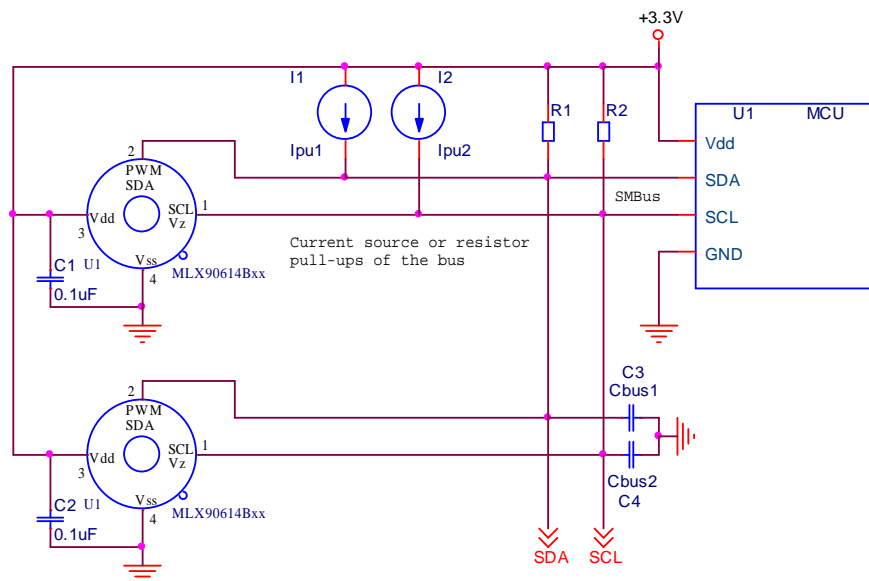 +3.3V
I1
I2
R1
R2
U1
MCU
Ipu1
Ipu2
Vdd
SDA
SCL
GND
SMBus
2
PWM
SDA
SCL
Vz
1
Vdd
3
Vss
4
U1
MLX90614Bxx
C1
0.1uF
Current source or resistor
pull-ups of the bus
2
PWM
SDA
SCL
Vz
1
Vdd
3
Vss
4
U1
MLX90614Bxx
C2
0.1uF
C3
Cbus1
Cbus2
C4
SDA
SCL